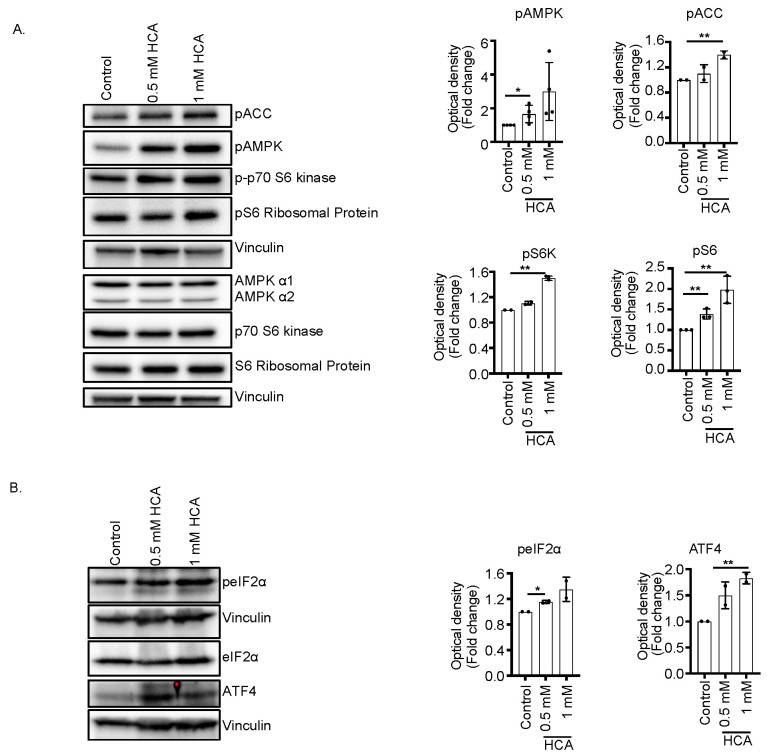 A.
Control
0.5 mM HCA
1 mM HCA
pACC
pAMPK
p-p70 S6 kinase
pS6 Ribosomal Protein
Vinculin
AMPK α1
AMPK α2
p70 S6 kinase
S6 Ribosomal Protein
Vinculin
pAMPK
Optical density
(Fold change)
6
4
2
0
*
Control
0.5 mM
1 mM
HCA
pACC
Optical density
(Fold change)
1.6
1.2
0.8
0.4
0.0
**
Control
0.5 mM
1 mM
HCA
pS6K
Optical density
(Fold change)
1.6
1.2
0.8
0.4
0.0
**
Control
0.5 mM
1 mM
HCA
pS6
Optical density
(Fold change)
2.5
2.0
1.5
1.0
0.5
0.0
**
**
Control
0.5 mM
1 mM
HCA
B.
Control
0.5 mM HCA
1 mM HCA
peIF2α
Vinculin
eIF2α
ATF4
Vinculin
peIF2α
Optical density
(Fold change)
1.6
1.2
0.8
0.4
0.0
*
Control
0.5 mM
1 mM
HCA
ATF4
Optical density
(Fold change)
2.0
1.5
1.0
0.5
0.0
**
Control
0.5 mM
1 mM
HCA